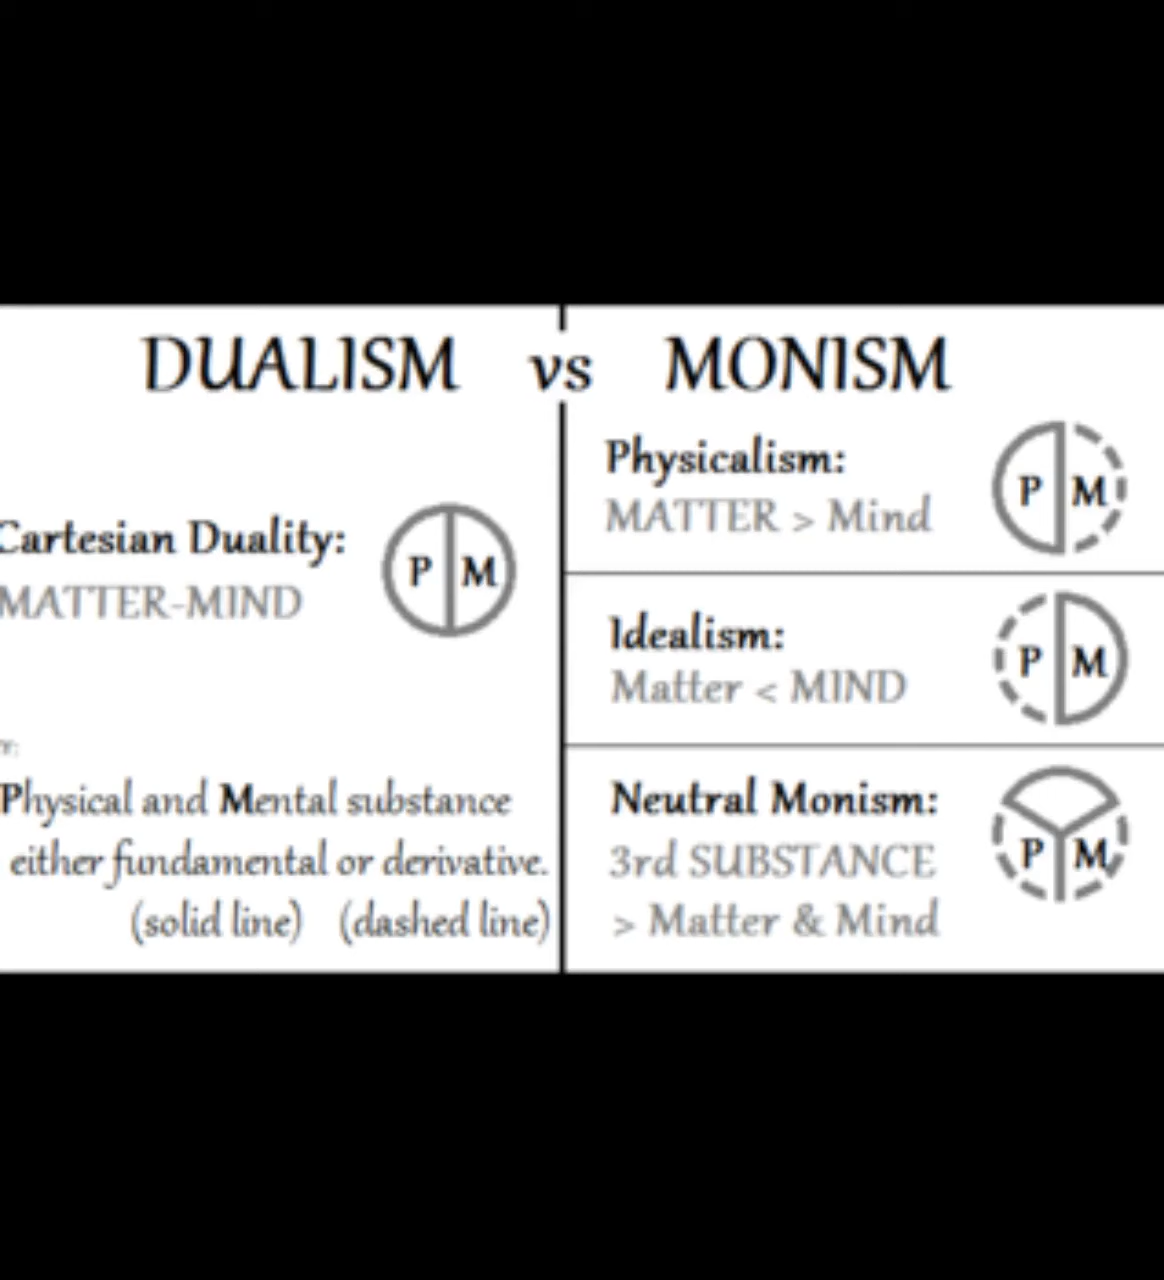 DUALISM vs MONISM
Cartesian Duality:
MATTER-MIND
P M
Physical and Mental substance
either fundamental or derivative.
(solid line) (dashed line)
Physicalism:
MATTER > Mind
P M
Idealism:
Matter < MIND
P M
Neutral Monism:
3rd SUBSTANCE
> Matter & Mind
P M